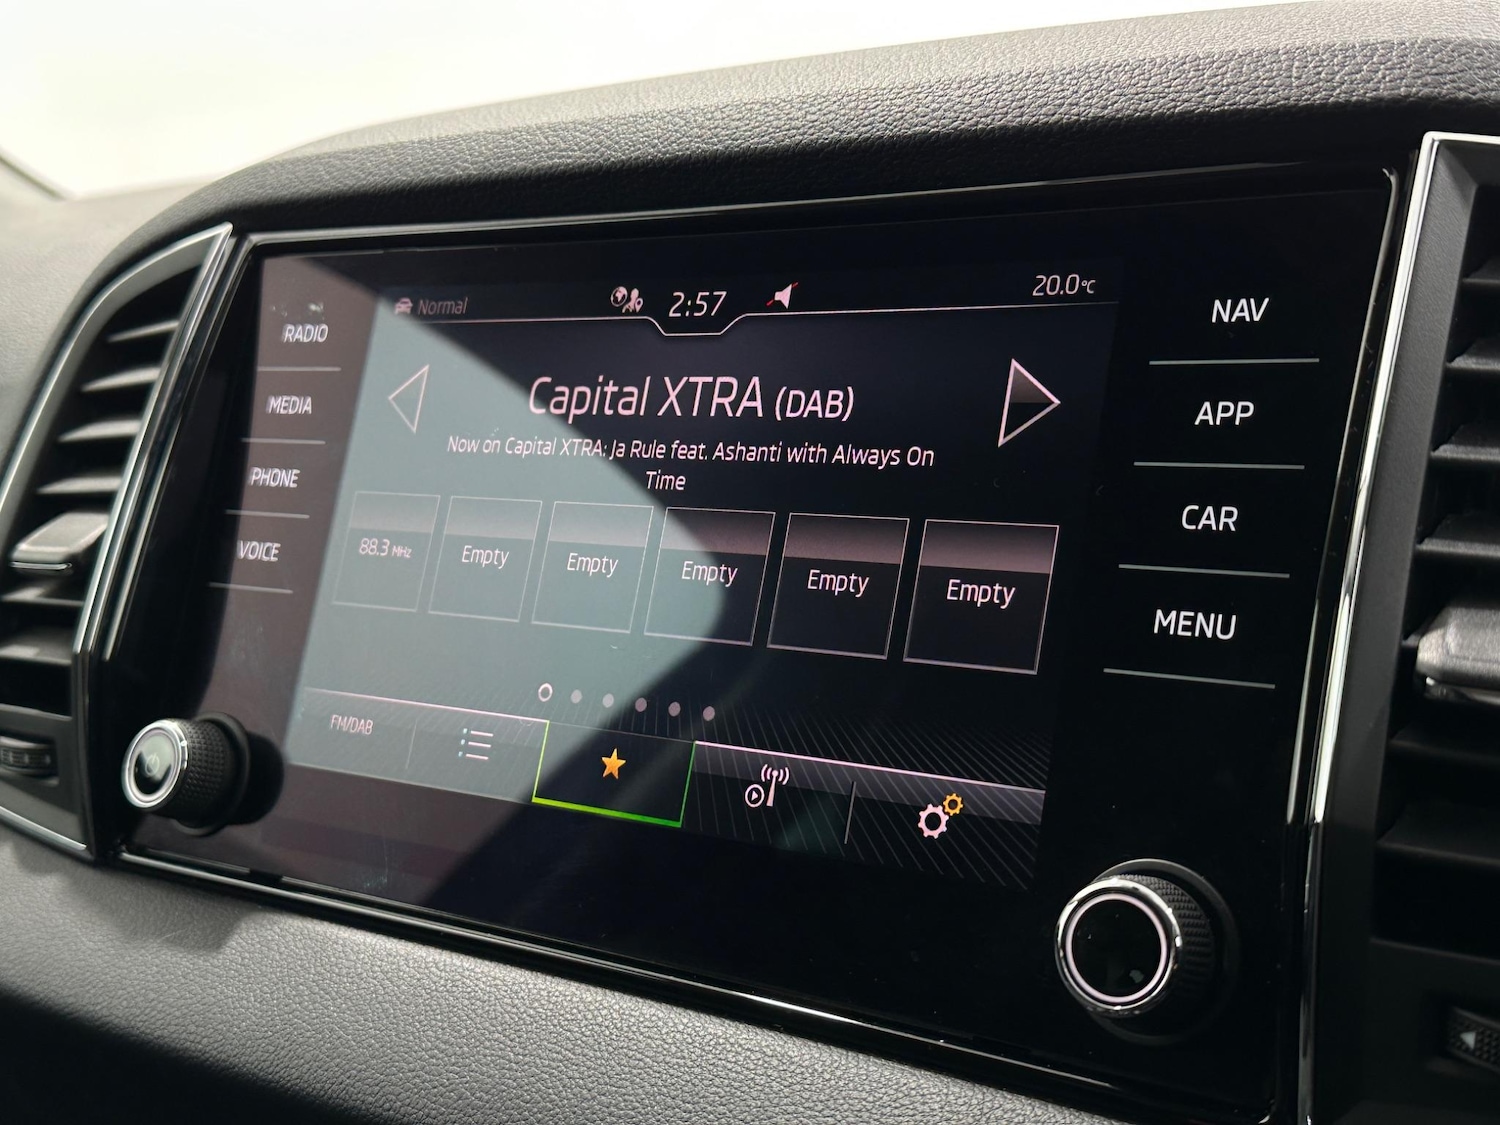 Normal 2:57 20.0°C
RADIO
MEDIA
PHONE
VOICE
Capital XTRA (DAB)
Now on Capital XTRA: Ja Rule feat. Ashanti with Always On
Time
88.3 MHz Empty Empty Empty Empty Empty
FM/DAB
NAV
APP
CAR
MENU